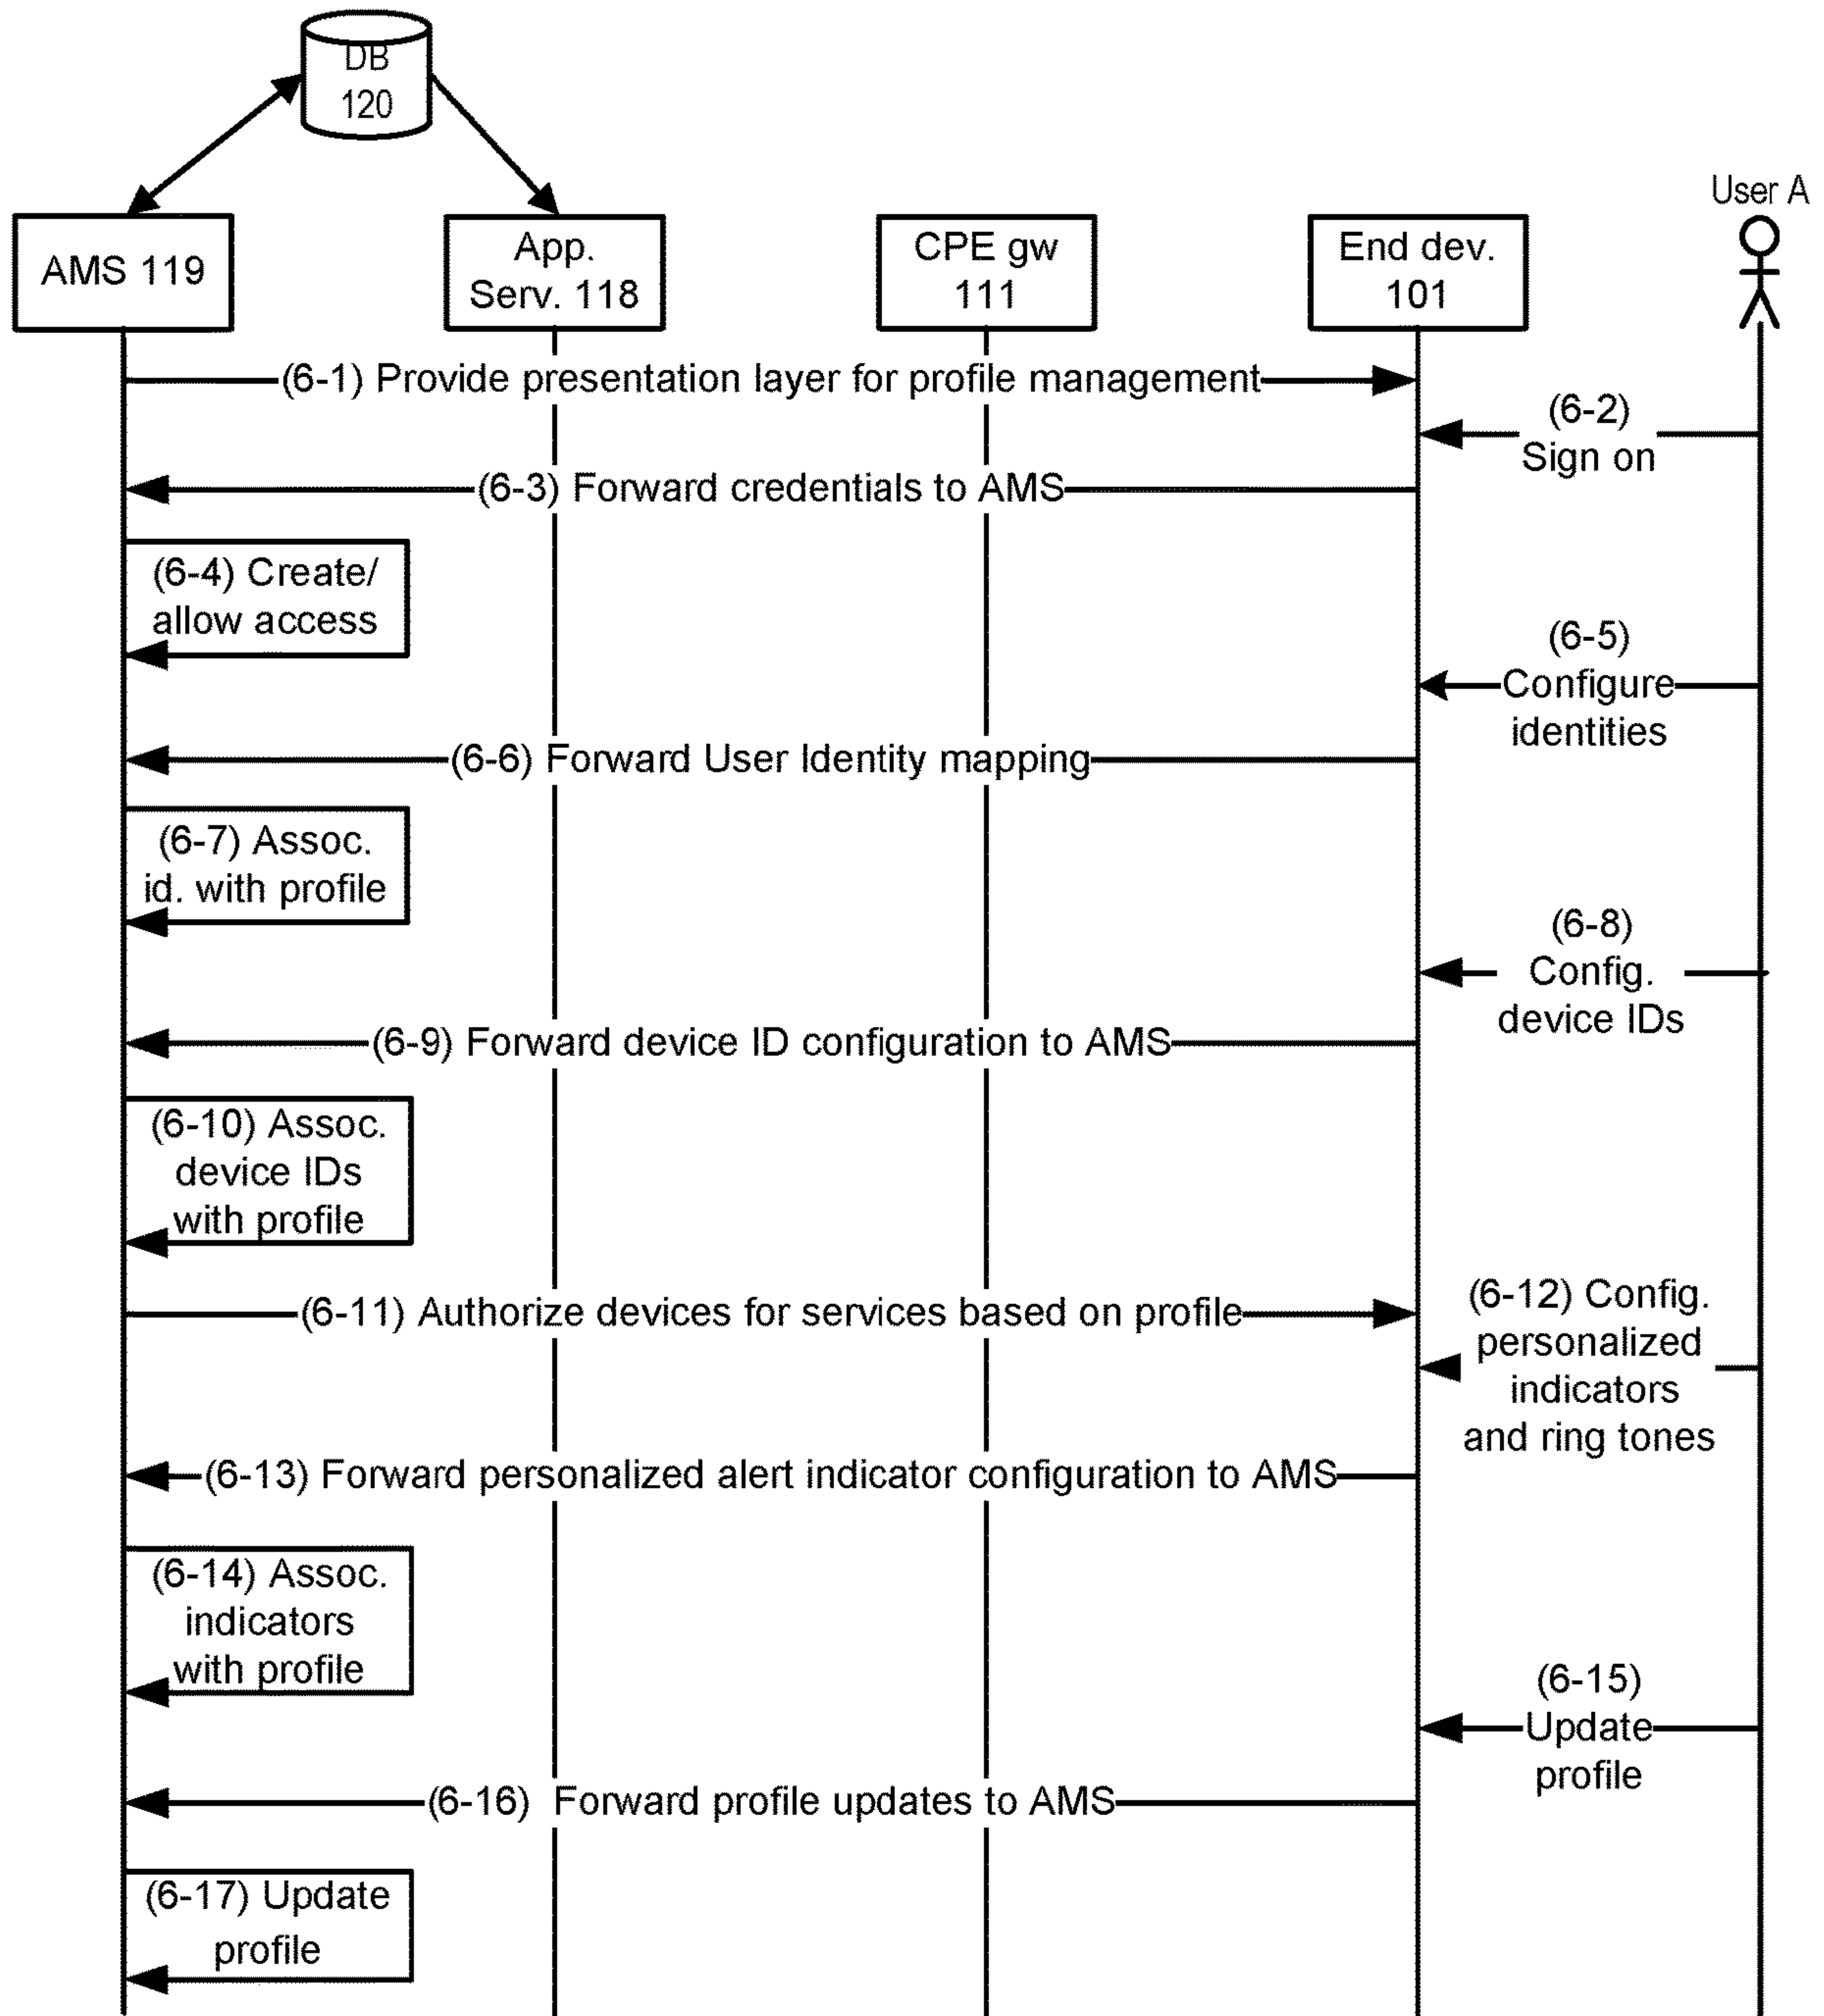 DB
120
User A
AMS 119
App.
Serv. 118
CPE gw
111
End dev.
101
(6-1) Provide presentation layer for profile management
(6-2)
Sign on
(6-3) Forward credentials to AMS
(6-4) Create/
allow access
(6-5)
Configure
identities
(6-6) Forward User Identity mapping
(6-7) Assoc.
id. with profile
(6-8)
Config.
device IDs
(6-9) Forward device ID configuration to AMS
(6-10) Assoc.
device IDs
with profile
(6-11) Authorize devices for services based on profile
(6-12) Config.
personalized
indicators
and ring tones
(6-13) Forward personalized alert indicator configuration to AMS
(6-14) Assoc.
indicators
with profile
(6-15)
Update
profile
(6-16) Forward profile updates to AMS
(6-17) Update
profile